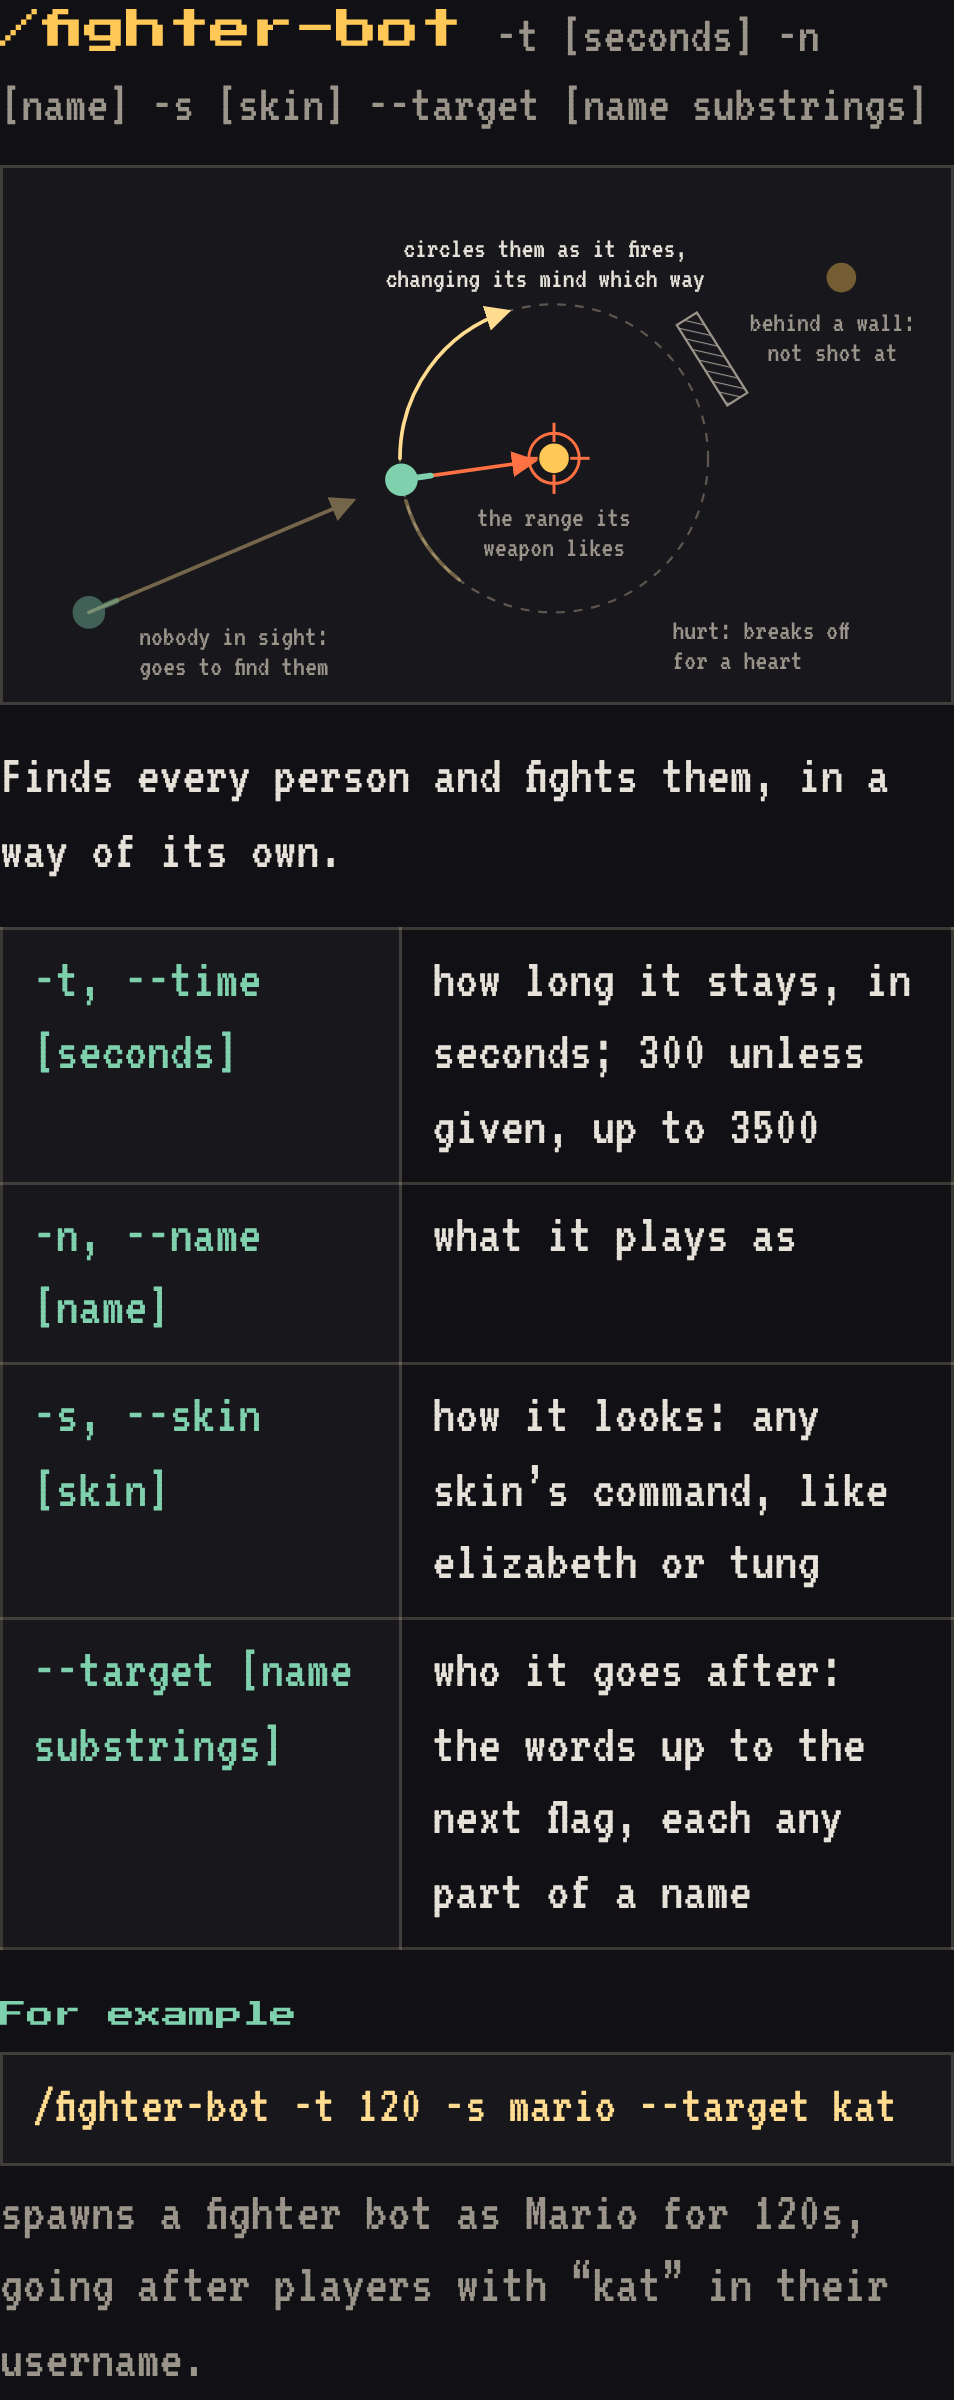 /fighter-bot -t [seconds] -n
[name] -s [skin] --target [name substrings]
circles them as it fires,
changing its mind which way
behind a wall:
not shot at
the range its
weapon likes
nobody in sight:
goes to find them
hurt: breaks off
for a heart
Finds every person and fights them, in a
way of its own.
-t, --time
[seconds]
how long it stays, in
seconds; 300 unless
given, up to 3500
-n, --name
[name]
what it plays as
-s, --skin
[skin]
how it looks: any
skin’s command, like
elizabeth or tung
--target [name
substrings]
who it goes after:
the words up to the
next flag, each any
part of a name
For example
/fighter-bot -t 120 -s mario --target kat
spawns a fighter bot as Mario for 120s,
going after players with “kat” in their
username.